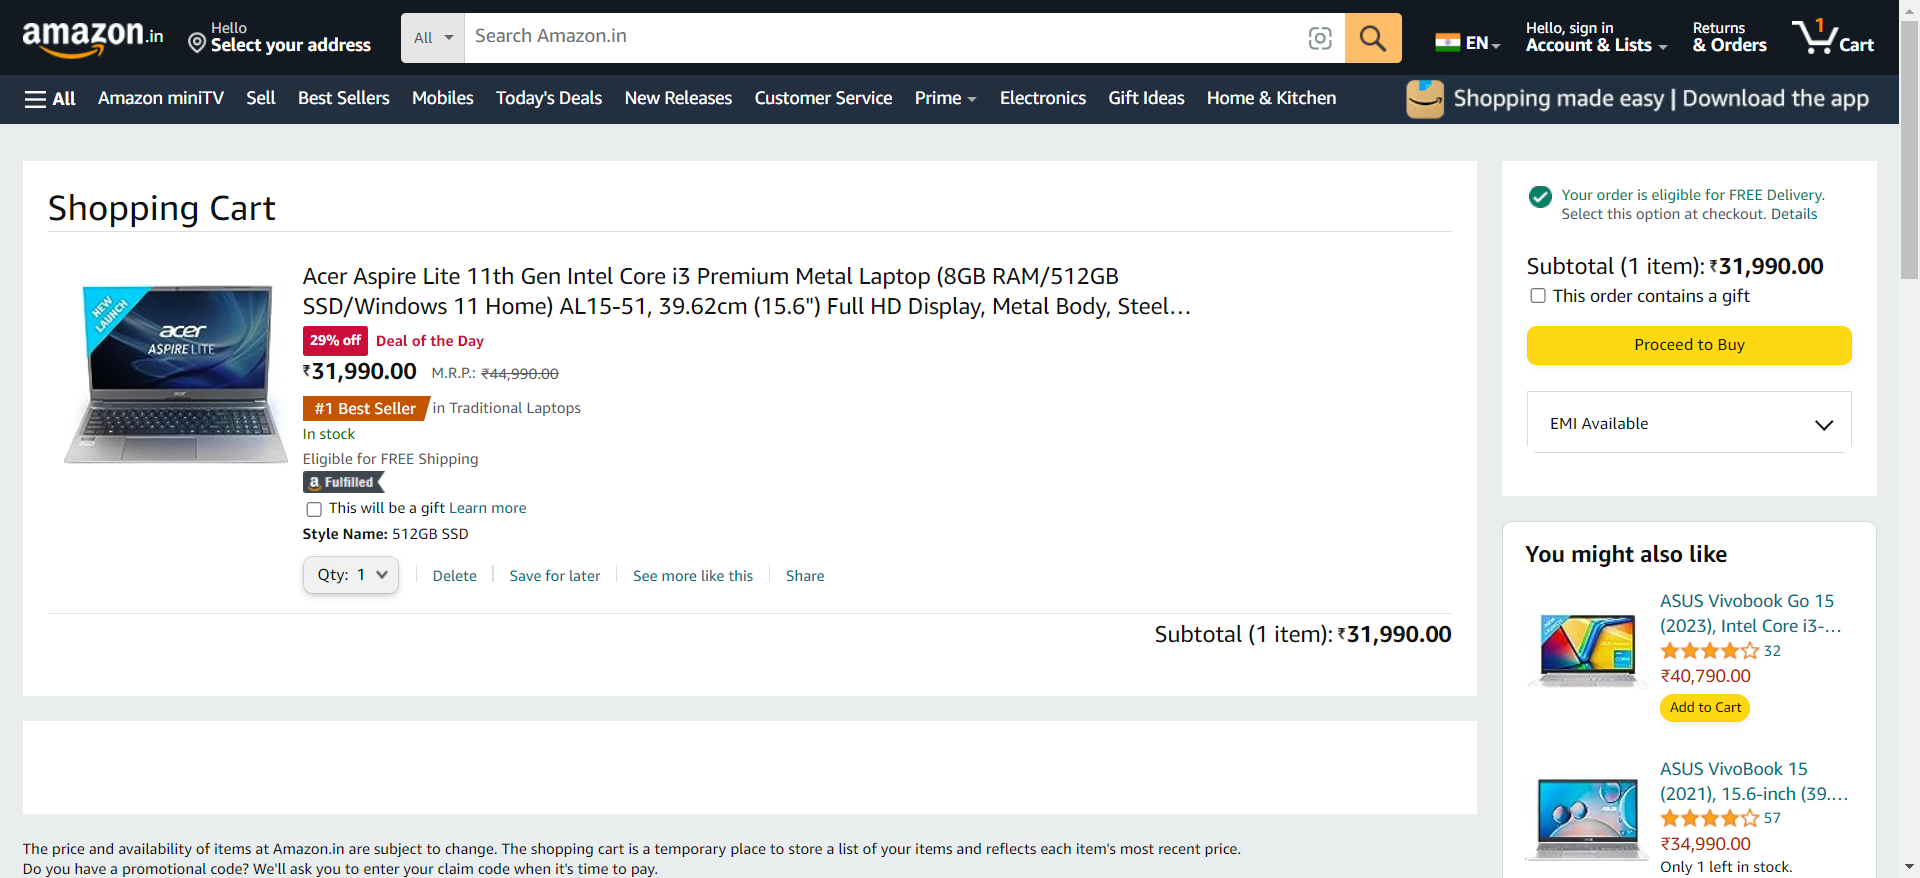 amazon.in
Hello
Select your address
All
Search Amazon.in
EN
Hello, sign in
Account & Lists
Returns
& Orders
1
Cart
All
Amazon miniTV
Sell
Best Sellers
Mobiles
Today's Deals
New Releases
Customer Service
Prime
Electronics
Gift Ideas
Home & Kitchen
Shopping made easy | Download the app
Shopping Cart
NEW
LAUNCH
acer
ASPIRE LITE
acer
Acer Aspire Lite 11th Gen Intel Core i3 Premium Metal Laptop (8GB RAM/512GB
SSD/Windows 11 Home) AL15-51, 39.62cm (15.6") Full HD Display, Metal Body, Steel…
29% off Deal of the Day
₹31,990.00 M.R.P.: ₹44,990.00
#1 Best Seller in Traditional Laptops
In stock
Eligible for FREE Shipping
a Fulfilled
This will be a gift Learn more
Style Name: 512GB SSD
Qty: 1
Delete
Save for later
See more like this
Share
Subtotal (1 item): ₹31,990.00
Your order is eligible for FREE Delivery.
Select this option at checkout. Details
Subtotal (1 item): ₹31,990.00
This order contains a gift
Proceed to Buy
EMI Available
You might also like
NEW
LAUNCH
ASUS Vivobook Go 15
(2023), Intel Core i3-…
32
₹40,790.00
Add to Cart
ASUS VivoBook 15
(2021), 15.6-inch (39.…
57
₹34,990.00
Only 1 left in stock.
The price and availability of items at Amazon.in are subject to change. The shopping cart is a temporary place to store a list of your items and reflects each item's most recent price.
Do you have a promotional code? We'll ask you to enter your claim code when it's time to pay.